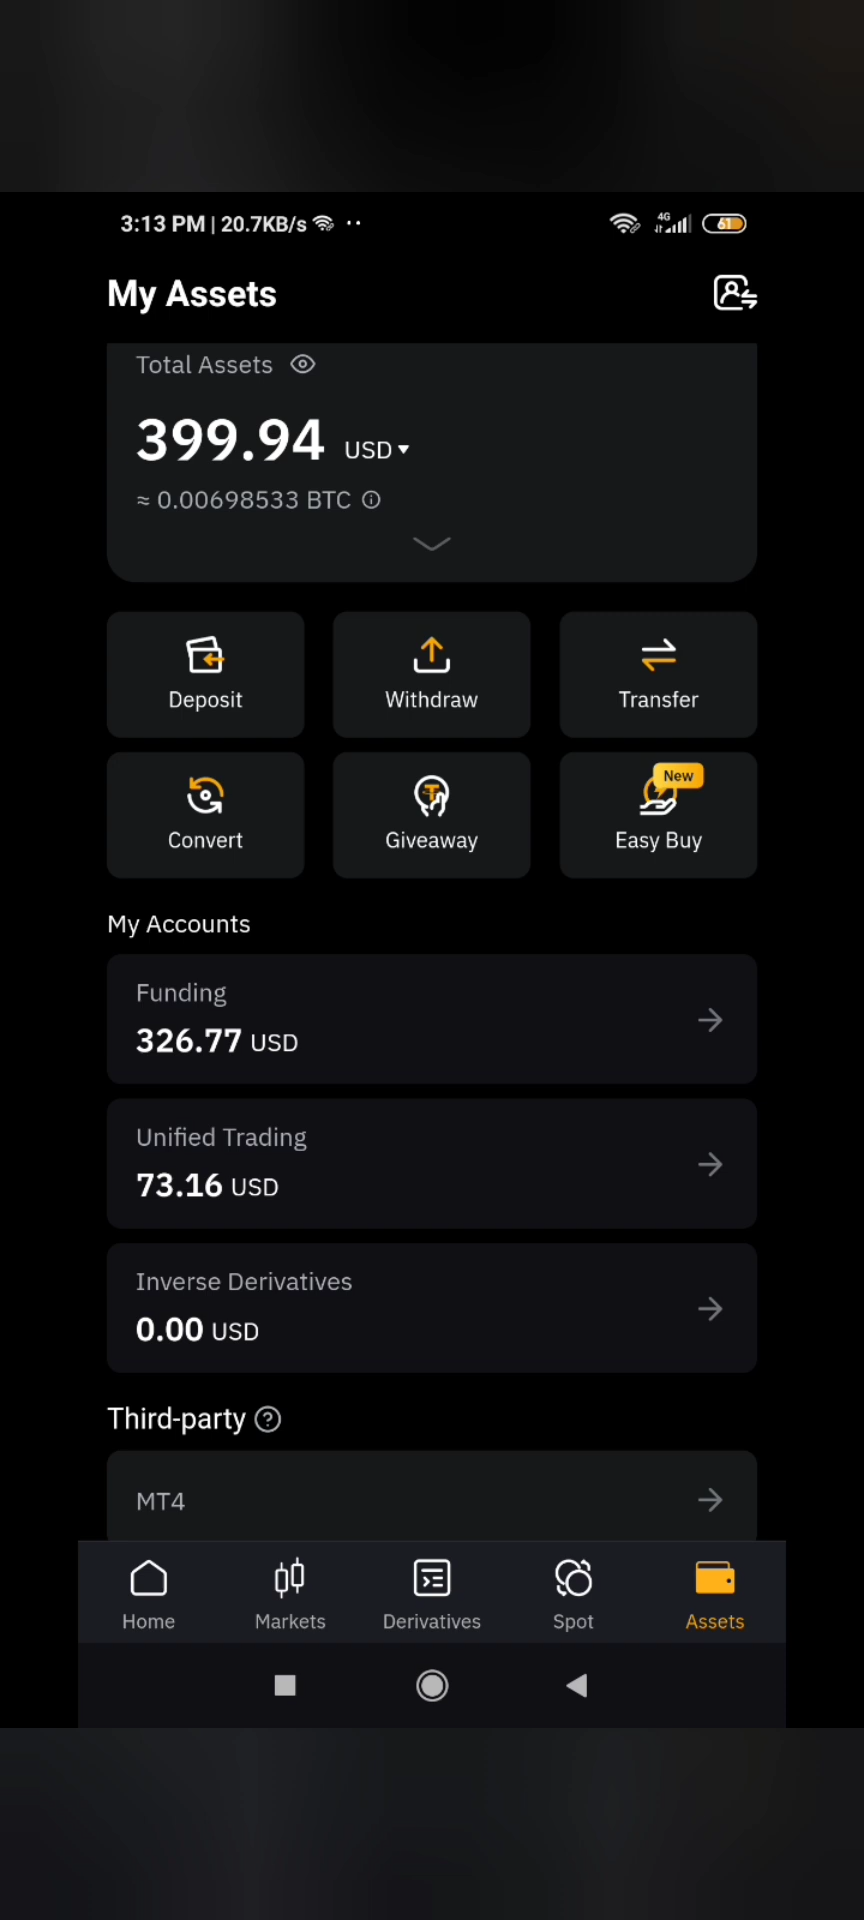 3:13 PM | 20.7KB/s
4G
61
My Assets
Total Assets
399.94 USD
≈ 0.00698533 BTC
Deposit
Withdraw
Transfer
New
Convert
Giveaway
Easy Buy
My Accounts
Funding
326.77 USD
Unified Trading
73.16 USD
Inverse Derivatives
0.00 USD
Third-party
MT4
Home
Markets
Derivatives
Spot
Assets